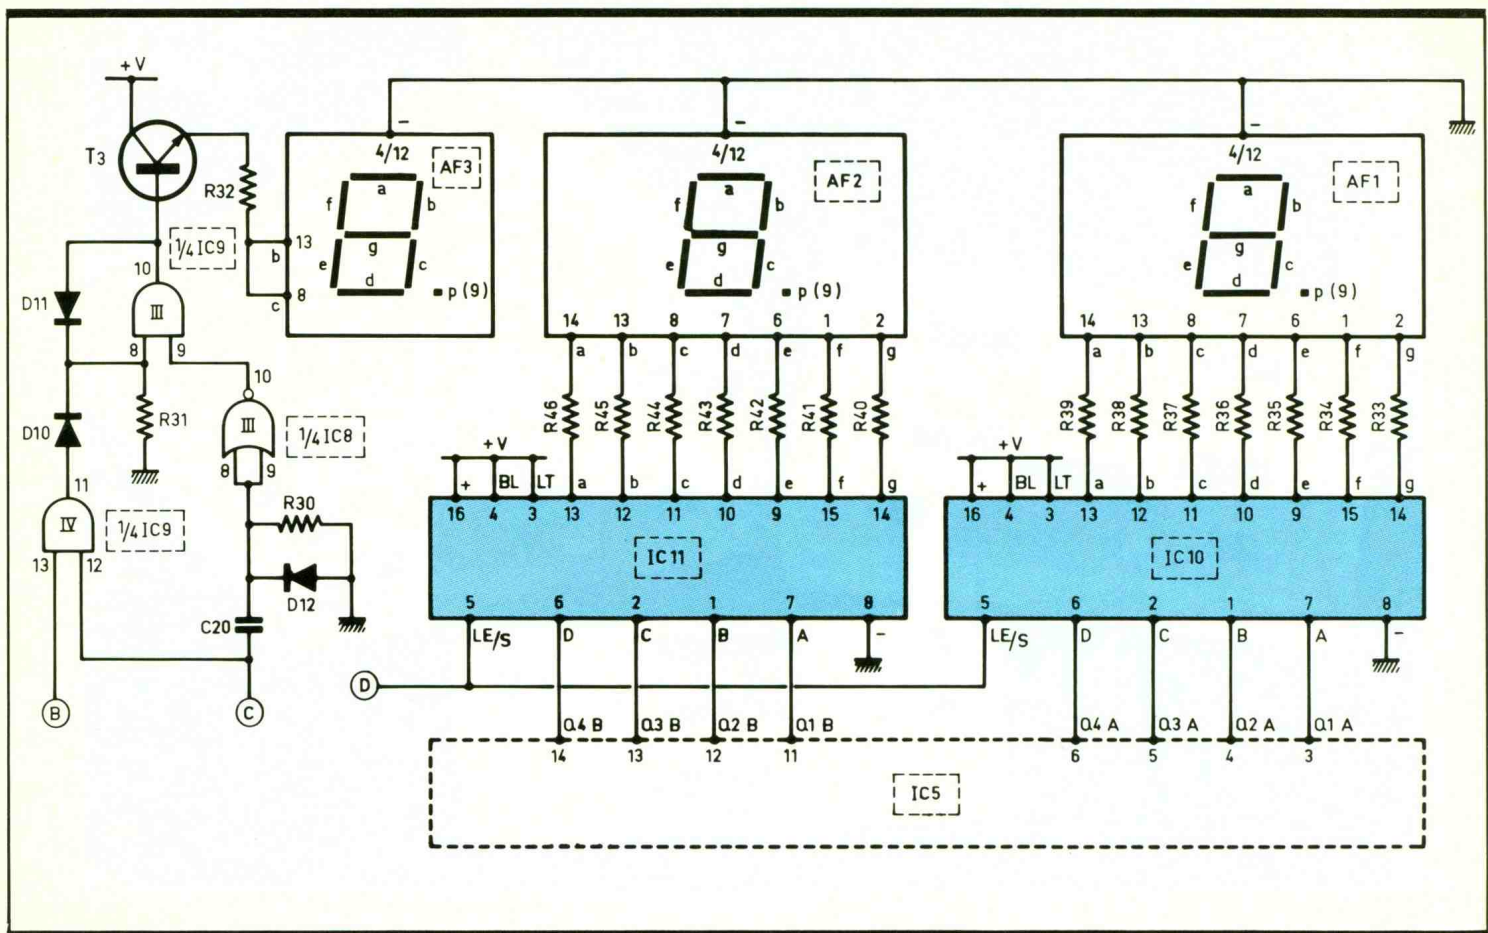 + V
T3
R32
1/4 IC9
10
D11
III
8 9
10
D10
R31
III
1/4 IC8
8 9
11
IV
1/4 IC9
13 12
R30
D12
C20
B
C
D
-
4/12
AF3
a
f b
g
e c
d
p (9)
13
b
8
c
-
4/12
AF2
a
f b
g
e c
d
p (9)
14 13 8 7 6 1 2
a b c d e f g
R46 R45 R44 R43 R42 R41 R40
+ V
+ BL LT a b c d e f g
16 4 3 13 12 11 10 9 15 14
IC 11
5 6 2 1 7 8
LE/S D C B A -
Q4 B Q3 B Q2 B Q1 B
14 13 12 11
-
4/12
AF1
a
f b
g
e c
d
p (9)
14 13 8 7 6 1 2
a b c d e f g
R39 R38 R37 R36 R35 R34 R33
+ V
+ BL LT a b c d e f g
16 4 3 13 12 11 10 9 15 14
IC10
5 6 2 1 7 8
LE/S D C B A -
Q4 A Q3 A Q2 A Q1 A
6 5 4 3
IC5